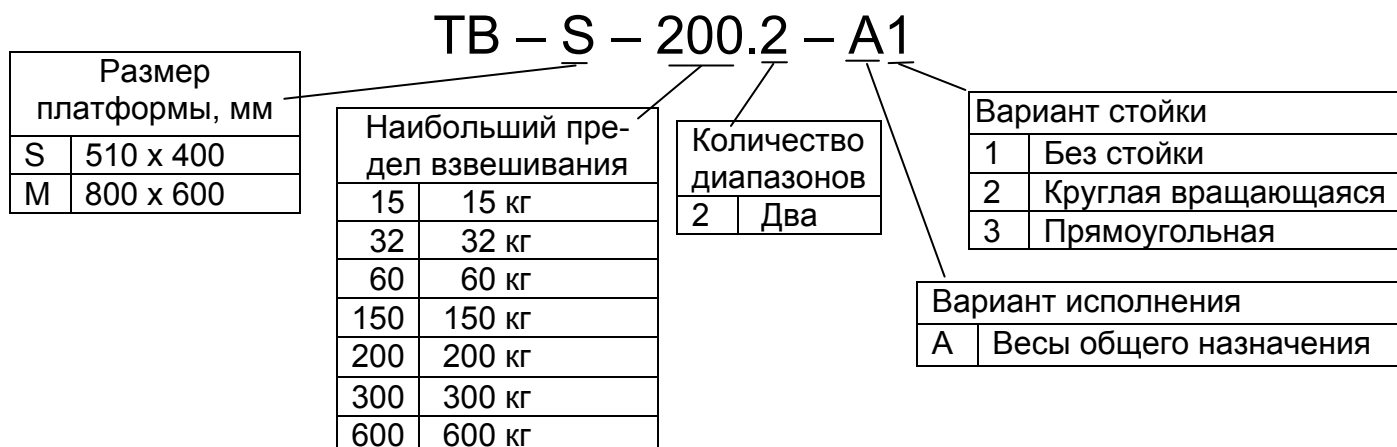 ТВ – S – 200.2 – А1
Размер
платформы, мм
S 510 х 400
M 800 х 600
Наибольший пре-
дел взвешивания
15 15 кг
32 32 кг
60 60 кг
150 150 кг
200 200 кг
300 300 кг
600 600 кг
Количество
диапазонов
2 Два
Вариант стойки
1 Без стойки
2 Круглая вращающаяся
3 Прямоугольная
Вариант исполнения
А Весы общего назначения